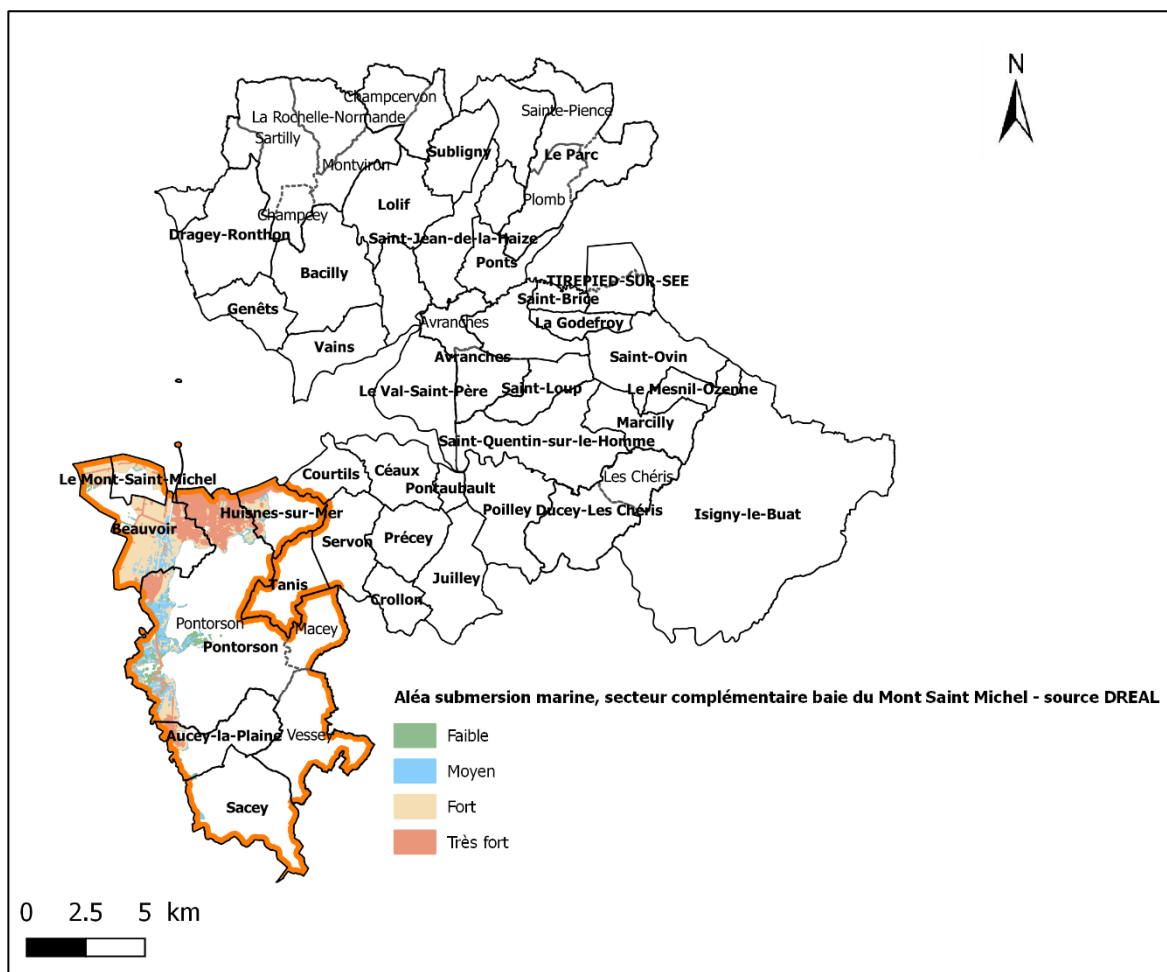 N
Champcervon
La Rochelle-Normande
Sainte-Pience
Sartilly
Subligny
Le Parc
Montviron
Plomb
Lolif
Champcey
Dragey-Ronthon
Saint-Jean-de-la-Haize
Ponts
Bacilly
TIREPIED-SUR-SEE
Saint-Brice
Genêts
Avranches
La Godefroy
Vains
Avranches
Saint-Ovin
Le Val-Saint-Père
Saint-Loup
Le Mesnil-Ozenne
Marcilly
Saint-Quentin-sur-le-Homme
Le Mont-Saint-Michel
Courtils
Céaux
Les Chéris
Pontaubault
Huisnes-sur-Mer
Poilley
Ducey-Les Chéris
Isigny-le-Buat
Beauvoir
Servon
Précey
Tanis
Juilley
Crollon
Pontorson
Macey
Pontorson
Aléa submersion marine, secteur complémentaire baie du Mont Saint Michel - source DREAL
Aucey-la-Plaine
Vessey
Faible
Moyen
Sacey
Fort
Très fort
0 2.5 5 km